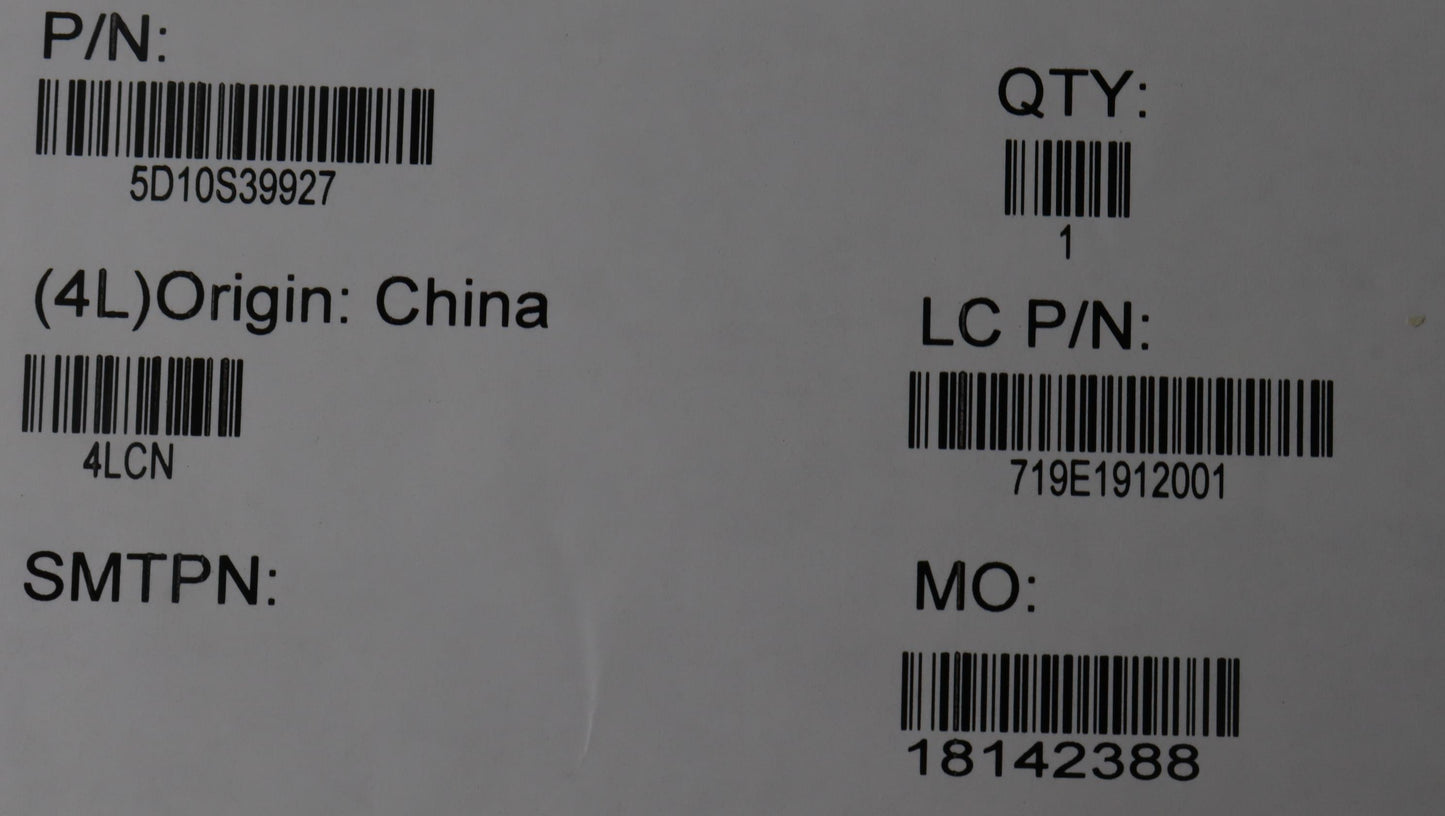 P/N:
5D10S39927
QTY:
1
(4L)Origin: China
4LCN
LC P/N:
719E1912001
SMTPN:
MO:
18142388